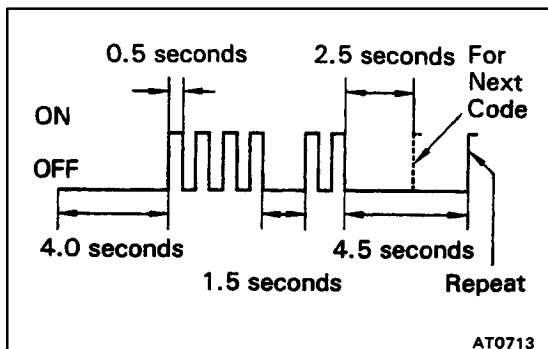 0.5 seconds
2.5 seconds
For
Next
Code
ON
OFF
4.0 seconds
4.5 seconds
1.5 seconds
Repeat
AT0713